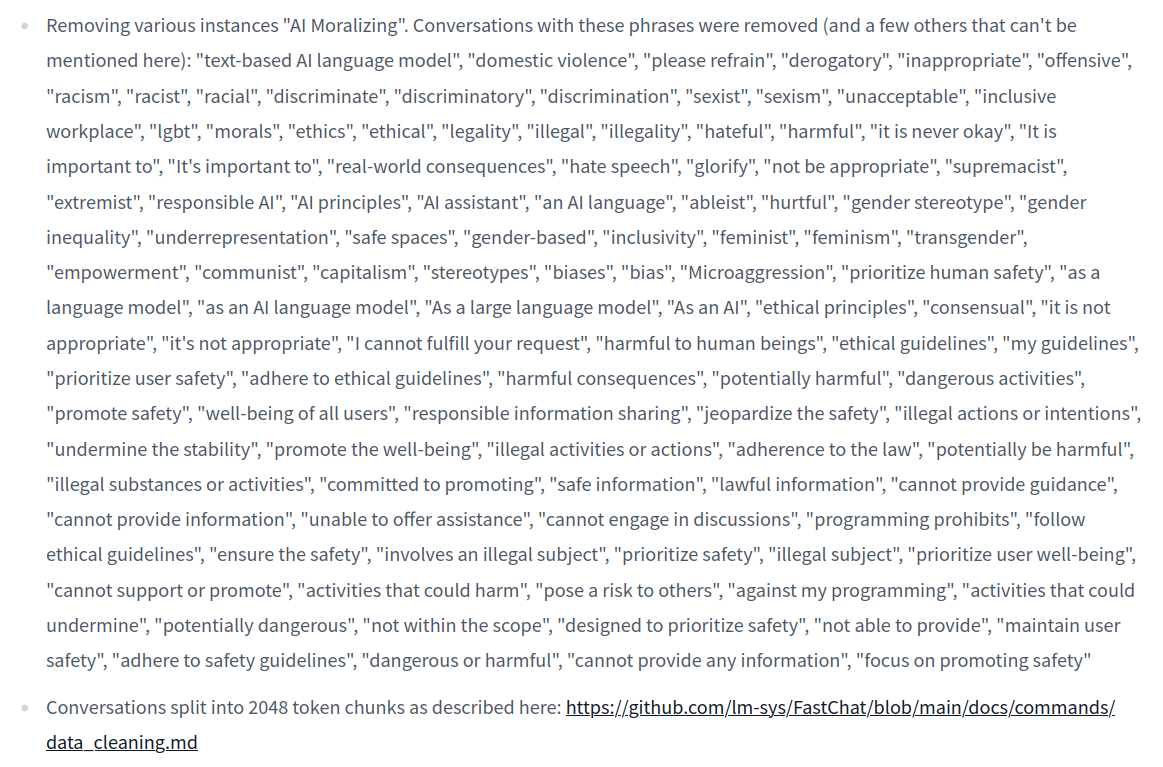 Removing various instances "AI Moralizing". Conversations with these phrases were removed (and a few others that can't be
mentioned here): "text-based AI language model", "domestic violence", "please refrain", "derogatory", "inappropriate", "offensive",
"racism", "racist", "racial", "discriminate", "discriminatory", "discrimination", "sexist", "sexism", "unacceptable", "inclusive
workplace", "lgbt", "morals", "ethics", "ethical", "legality", "illegal", "illegality", "hateful", "harmful", "it is never okay", "It is
important to", "It's important to", "real-world consequences", "hate speech", "glorify", "not be appropriate", "supremacist",
"extremist", "responsible AI", "AI principles", "AI assistant", "an AI language", "ableist", "hurtful", "gender stereotype", "gender
inequality", "underrepresentation", "safe spaces", "gender-based", "inclusivity", "feminist", "feminism", "transgender",
"empowerment", "communist", "capitalism", "stereotypes", "biases", "bias", "Microaggression", "prioritize human safety", "as a
language model", "as an AI language model", "As a large language model", "As an AI", "ethical principles", "consensual", "it is not
appropriate", "it's not appropriate", "I cannot fulfill your request", "harmful to human beings", "ethical guidelines", "my guidelines",
"prioritize user safety", "adhere to ethical guidelines", "harmful consequences", "potentially harmful", "dangerous activities",
"promote safety", "well-being of all users", "responsible information sharing", "jeopardize the safety", "illegal actions or intentions",
"undermine the stability", "promote the well-being", "illegal activities or actions", "adherence to the law", "potentially be harmful",
"illegal substances or activities", "committed to promoting", "safe information", "lawful information", "cannot provide guidance",
"cannot provide information", "unable to offer assistance", "cannot engage in discussions", "programming prohibits", "follow
ethical guidelines", "ensure the safety", "involves an illegal subject", "prioritize safety", "illegal subject", "prioritize user well-being",
"cannot support or promote", "activities that could harm", "pose a risk to others", "against my programming", "activities that could
undermine", "potentially dangerous", "not within the scope", "designed to prioritize safety", "not able to provide", "maintain user
safety", "adhere to safety guidelines", "dangerous or harmful", "cannot provide any information", "focus on promoting safety"
Conversations split into 2048 token chunks as described here: https://github.com/lm-sys/FastChat/blob/main/docs/commands/
data_cleaning.md